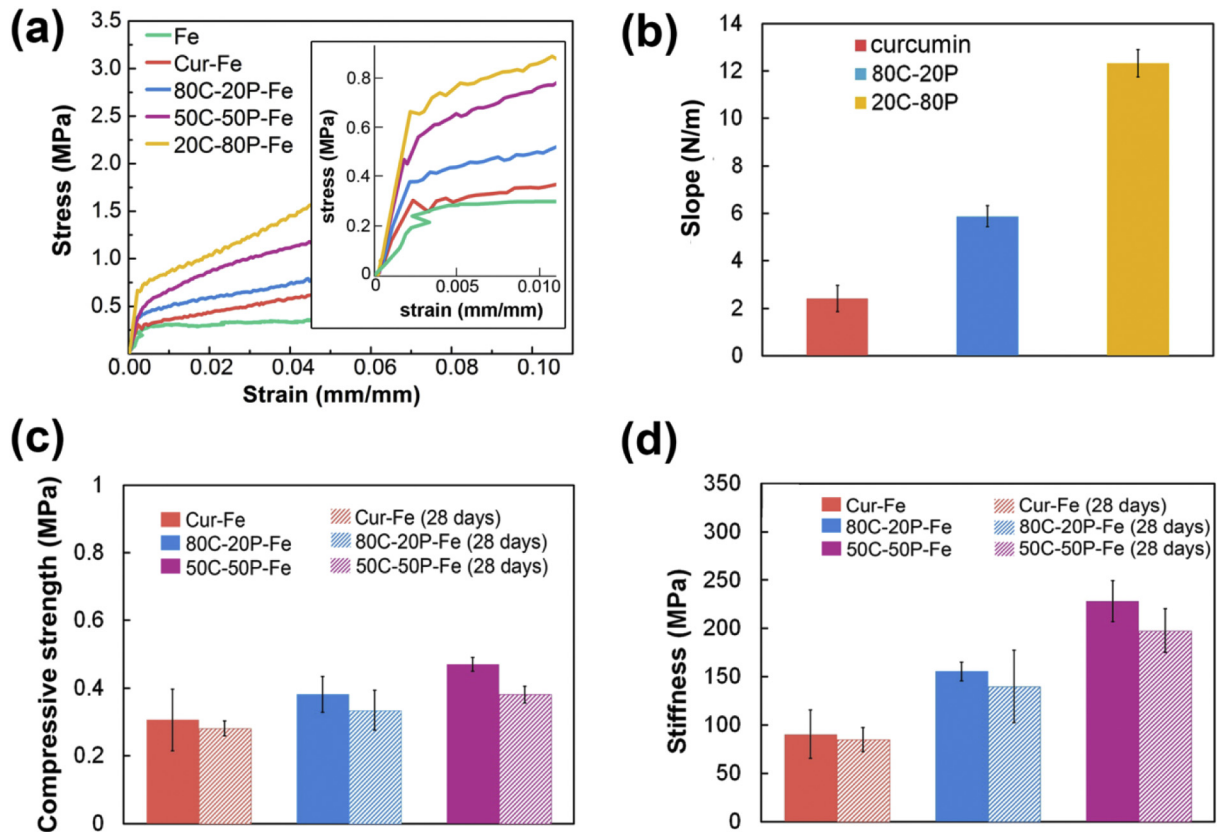 (a)
3.5
3.0
2.5
2.0
1.5
1.0
0.5
0.00 0.02 0.04 0.06 0.08 0.10
Stress (MPa)
Strain (mm/mm)
Fe
Cur-Fe
80C-20P-Fe
50C-50P-Fe
20C-80P-Fe
0.8
0.6
0.4
0.2
0
0 0.005 0.010
stress (MPa)
strain (mm/mm)
(b)
14
12
10
8
6
4
2
0
Slope (N/m)
curcumin
80C-20P
20C-80P
(c)
1
0.8
0.6
0.4
0.2
0
Compressive strength (MPa)
Cur-Fe
80C-20P-Fe
50C-50P-Fe
Cur-Fe (28 days)
80C-20P-Fe (28 days)
50C-50P-Fe (28 days)
(d)
350
300
250
200
150
100
50
0
Stiffness (MPa)
Cur-Fe
80C-20P-Fe
50C-50P-Fe
Cur-Fe (28 days)
80C-20P-Fe (28 days)
50C-50P-Fe (28 days)